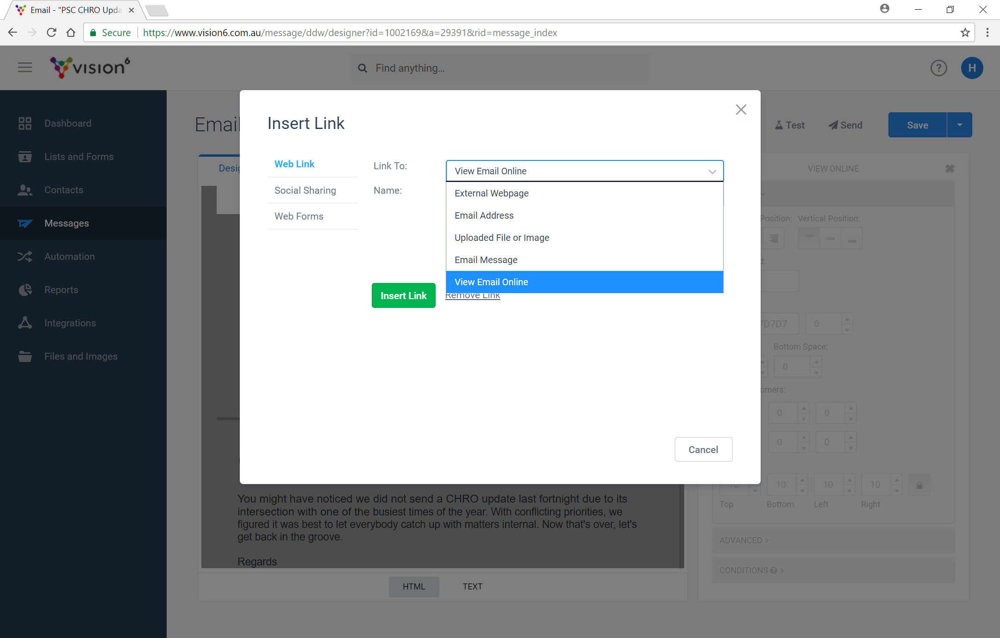 Email - "PSC CHRO Upda
Secure https://www.vision6.com.au/message/ddw/designer?id=1002169&a=29391&rid=message_index
vision6
Find anything...
?
H
Dashboard
Lists and Forms
Contacts
Messages
Automation
Reports
Integrations
Files and Images
Email
Test
Send
Save
Desig
Insert Link
Web Link
Social Sharing
Web Forms
Link To:
View Email Online
Name:
External Webpage
Email Address
Uploaded File or Image
Email Message
View Email Online
Insert Link
Remove Link
Cancel
VIEW ONLINE
Position: Vertical Position:
d:
7D7D7 0
Bottom Space:
0
orners:
0 0
0 0
10 10 10 10
Top Bottom Left Right
ADVANCED >
CONDITIONS ? >
You might have noticed we did not send a CHRO update last fortnight due to its
intersection with one of the busiest times of the year. With conflicting priorities, we
figured it was best to let everybody catch up with matters internal. Now that's over, let's
get back in the groove.
Regards
HTML TEXT